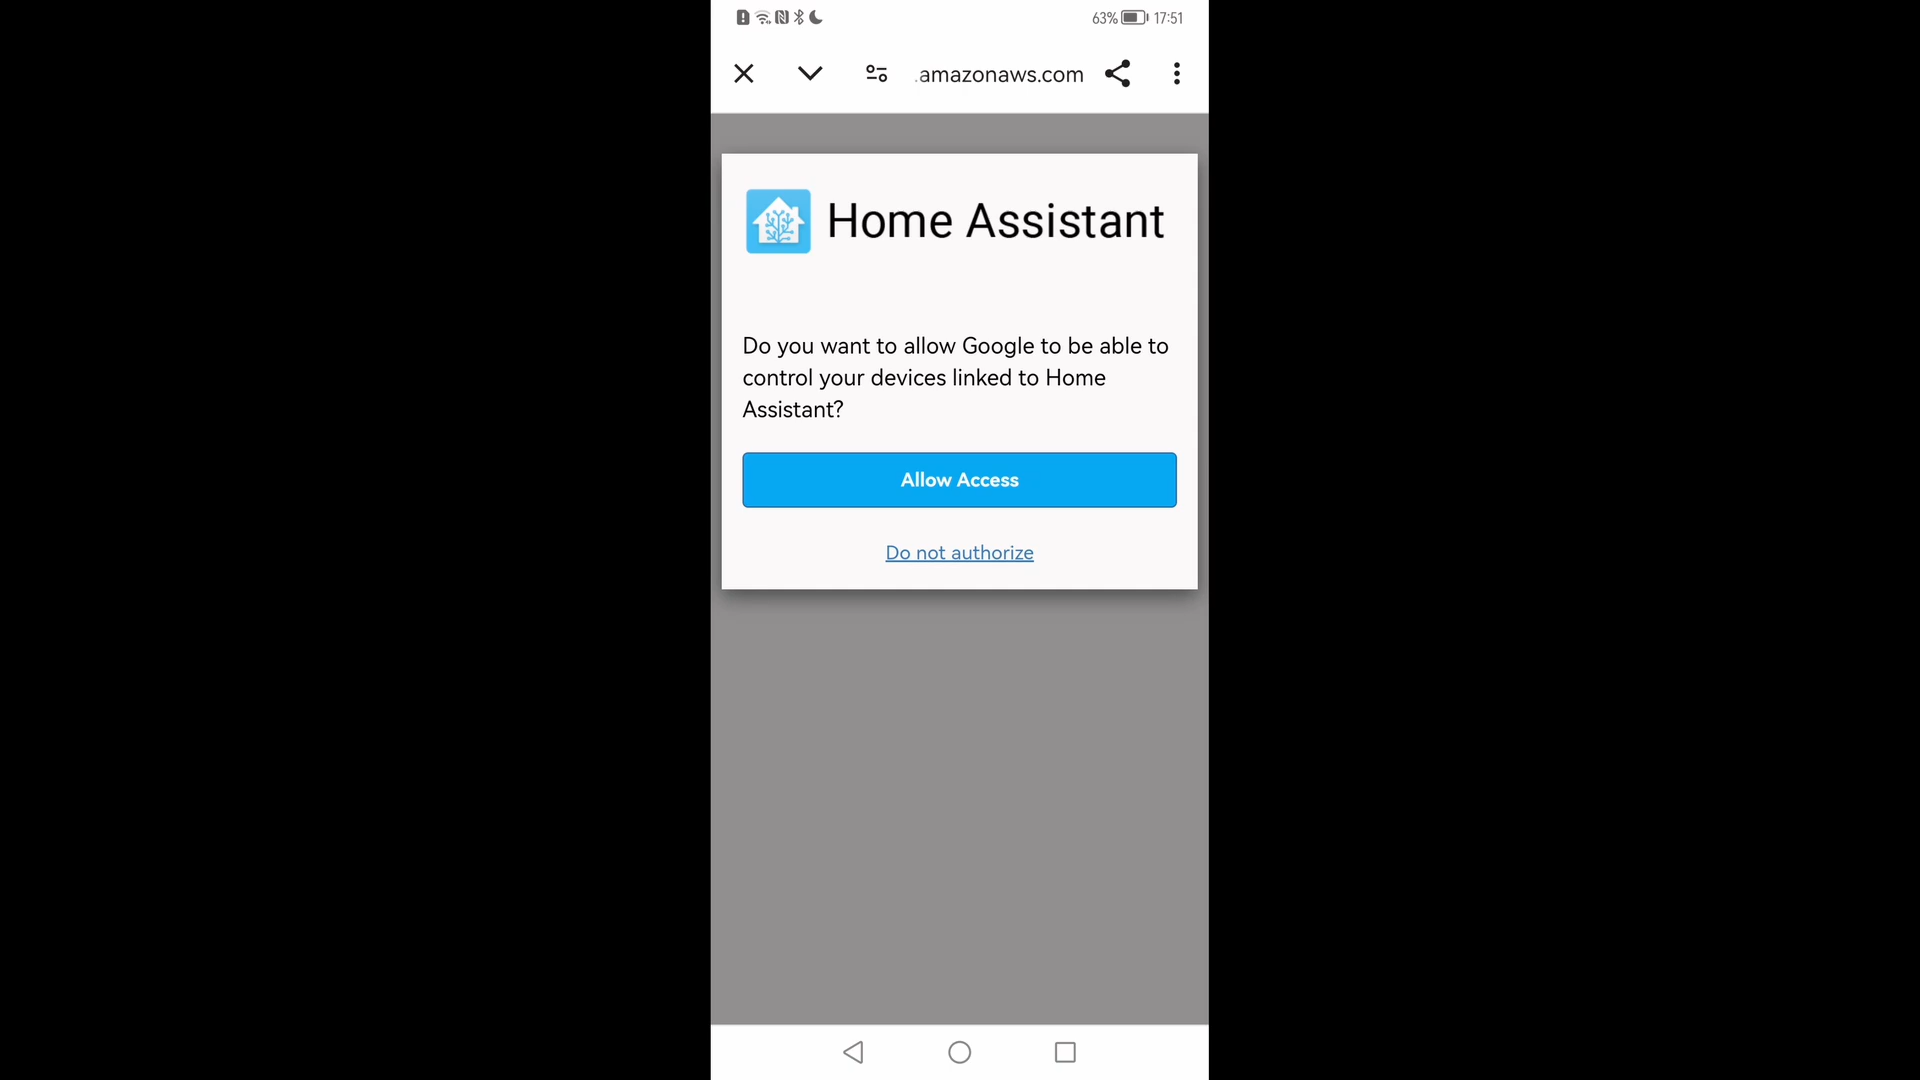 63% 17:51
.amazonaws.com
Home Assistant
Do you want to allow Google to be able to
control your devices linked to Home
Assistant?
Allow Access
Do not authorize